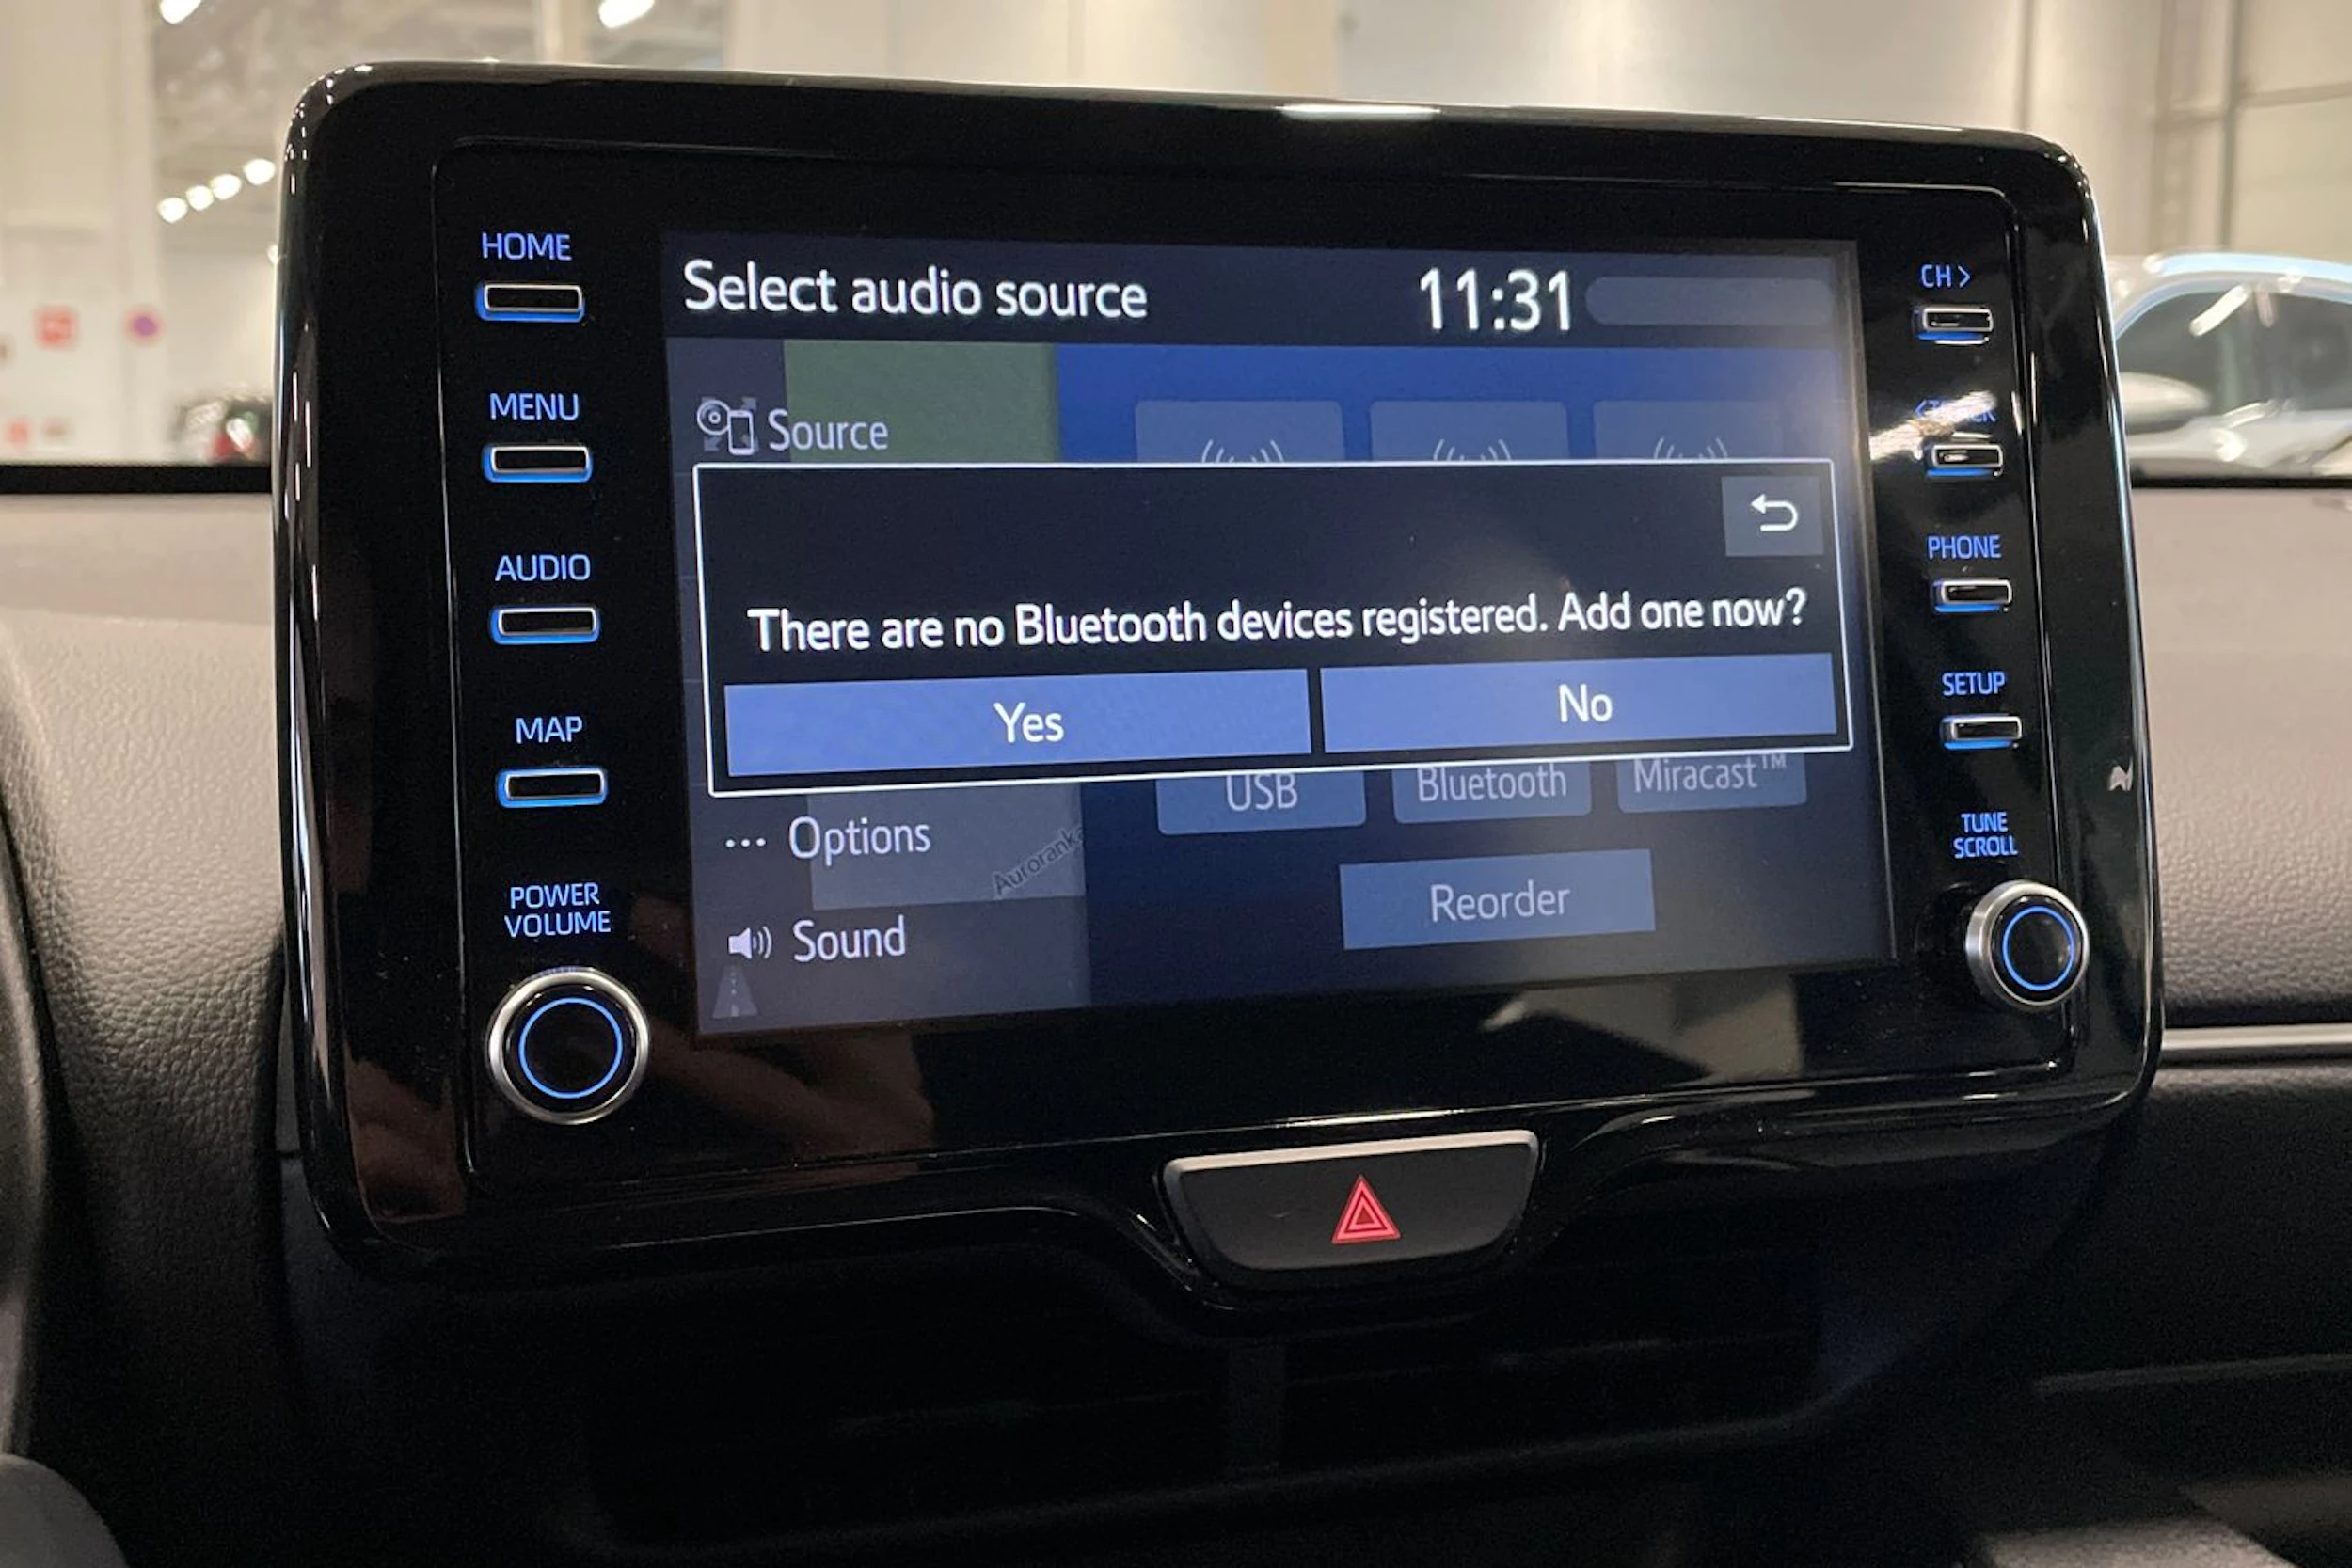 HOME
MENU
AUDIO
MAP
POWER
VOLUME
Select audio source
11:31
Source
There are no Bluetooth devices registered. Add one now?
Yes
No
USB
Bluetooth
Miracast™
Options
Reorder
Sound
CH >
PHONE
SETUP
TUNE
SCROLL